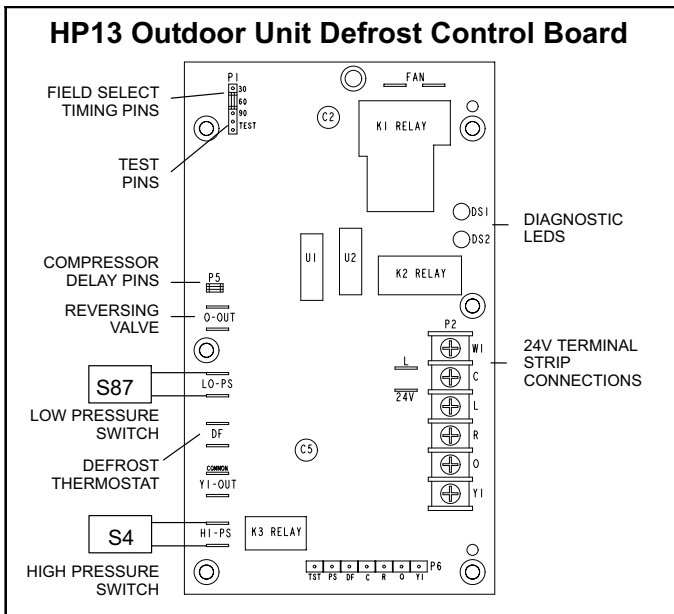 HP13 Outdoor Unit Defrost Control Board
FIELD SELECT
TIMING PINS
P1
30
60
90
TEST
TEST
PINS
FAN
C2
K1 RELAY
DS1
DS2
DIAGNOSTIC
LEDS
U1
U2
K2 RELAY
COMPRESSOR
DELAY PINS
P5
REVERSING
VALVE
O-OUT
S87
LO-PS
LOW PRESSURE
SWITCH
DF
DEFROST
THERMOSTAT
COMMON
Y1-OUT
S4
HI-PS
K3 RELAY
HIGH PRESSURE
SWITCH
C5
L
24V
P2
W1
C
L
R
O
Y1
24V TERMINAL
STRIP
CONNECTIONS
TST PS DF C R O Y1
P6